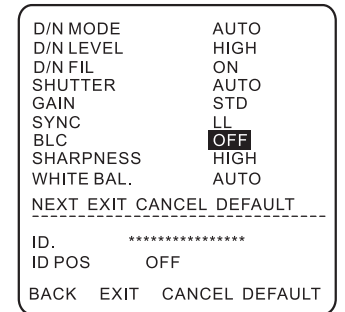 D/N MODE AUTO
D/N LEVEL HIGH
D/N FIL ON
SHUTTER AUTO
GAIN STD
SYNC LL
BLC OFF
SHARPNESS HIGH
WHITE BAL. AUTO
NEXT EXIT CANCEL DEFAULT
ID. ****************
ID POS OFF
BACK EXIT CANCEL DEFAULT